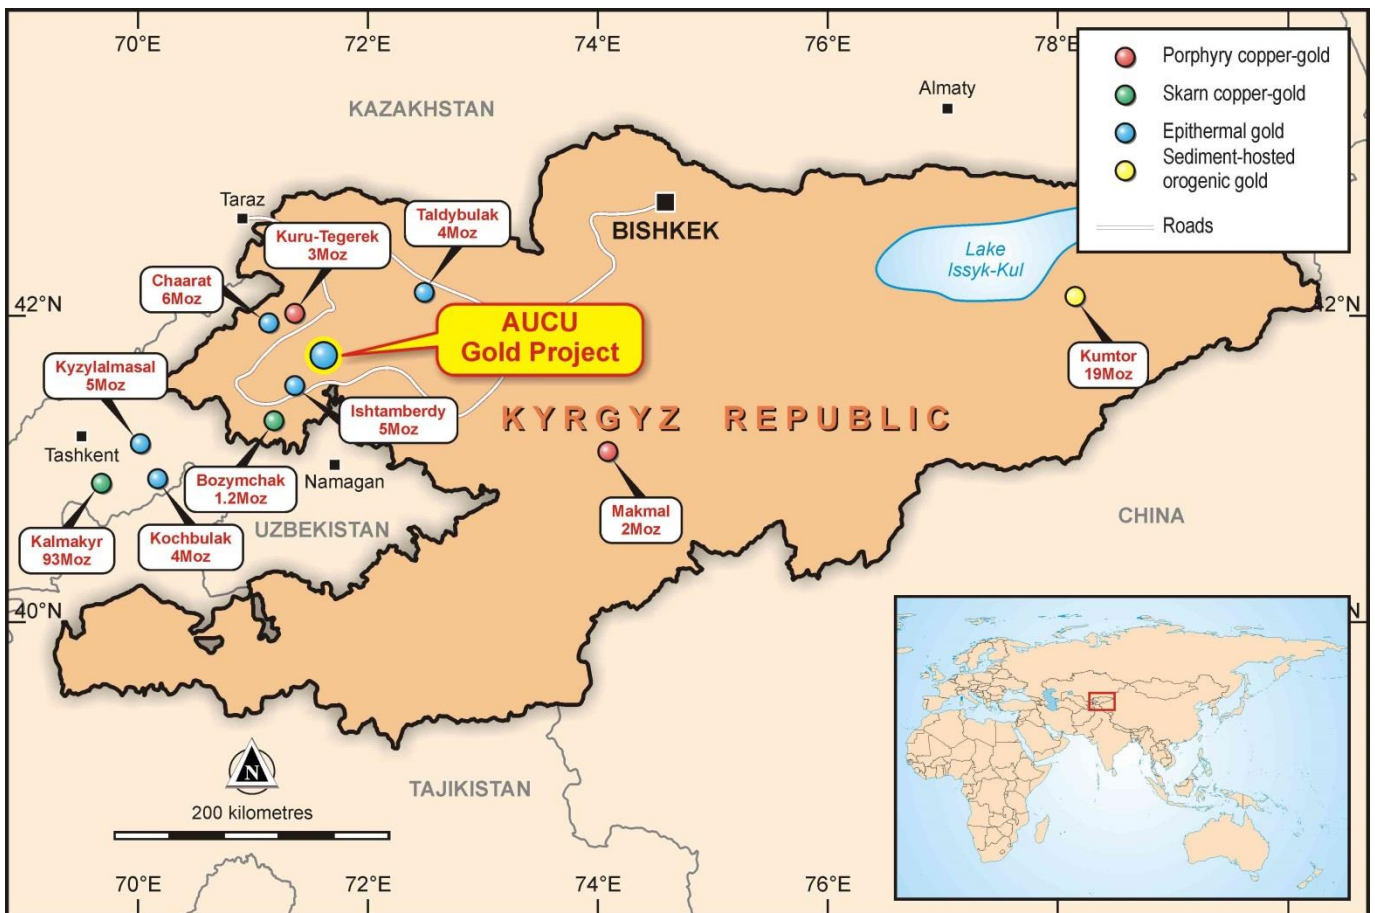 70°E
72°E
74°E
76°E
78°E
Porphyry copper-gold
Skarn copper-gold
Epithermal gold
Sediment-hosted
orogenic gold
Roads
KAZAKHSTAN
Almaty
Taraz
Taldybulak
4Moz
Kuru-Tegerek
3Moz
BISHKEK
Lake
Issyk-Kul
Chaarat
6Moz
42°N
42°N
AUCU
Gold Project
Kumtor
19Moz
Kyzylalmasal
5Moz
Ishtamberdy
5Moz
KYRGYZ REPUBLIC
Tashkent
Bozymchak
1.2Moz
Namagan
Makmal
2Moz
UZBEKISTAN
CHINA
Kalmakyr
93Moz
Kochbulak
4Moz
40°N
N
N
TAJIKISTAN
200 kilometres
70°E
72°E
74°E
76°E